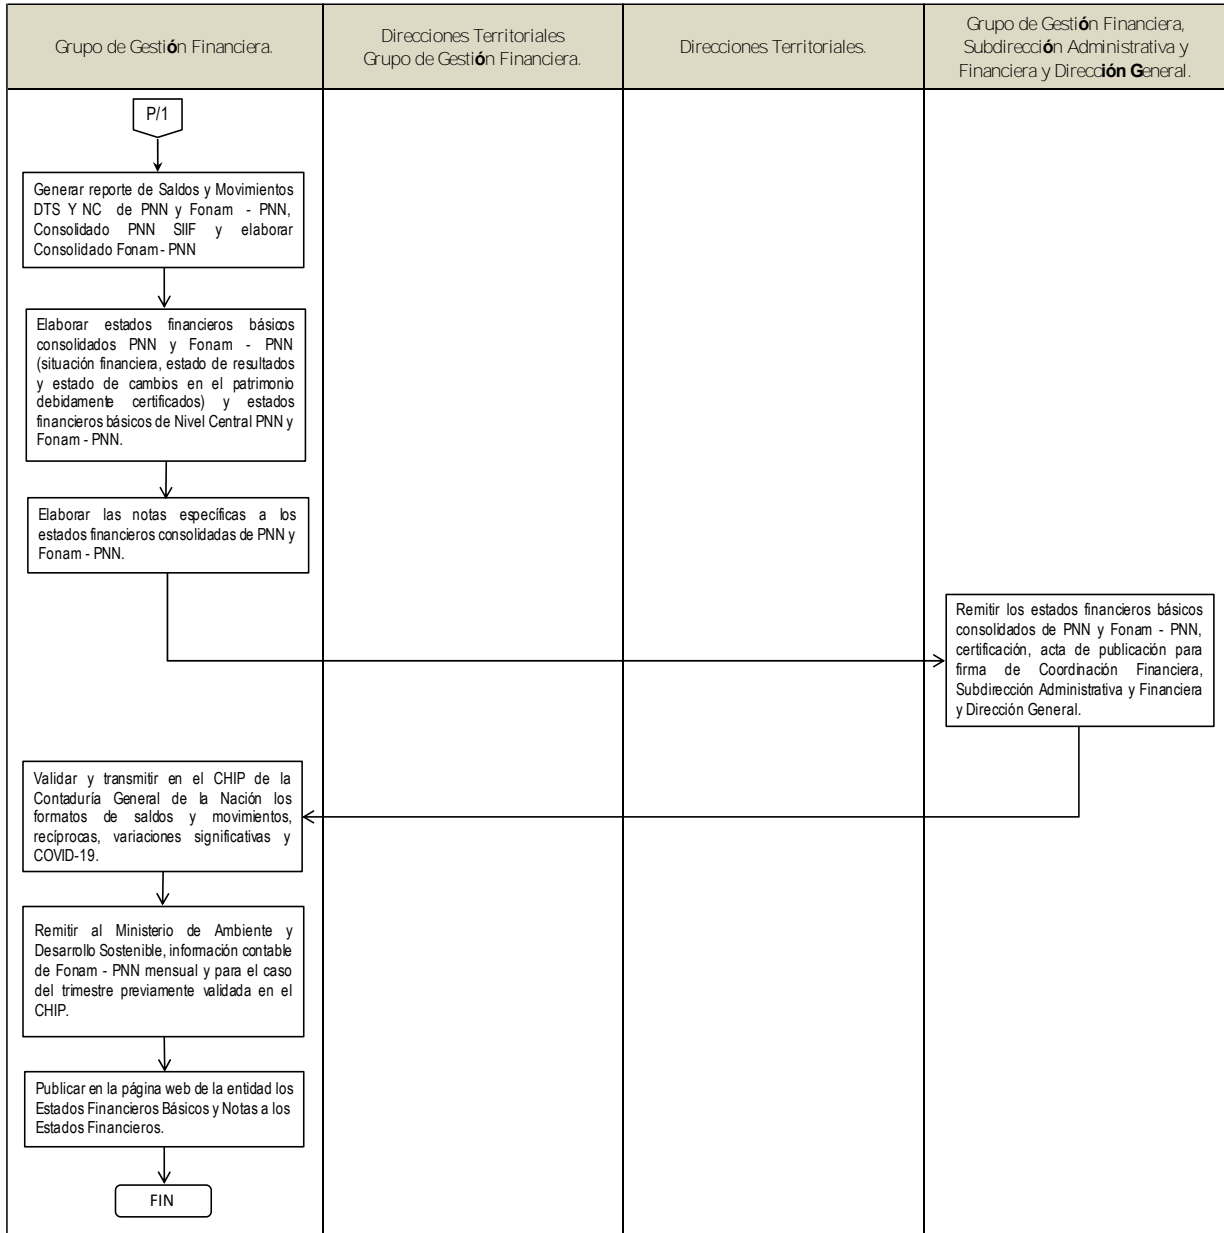 Grupo de Gestión Financiera.
Direcciones Territoriales
Grupo de Gestión Financiera.
Direcciones Territoriales.
Grupo de Gestión Financiera,
Subdirección Administrativa y
Financiera y Dirección General.
P/1
Generar reporte de Saldos y Movimientos
DTS Y NC de PNN y Fonam - PNN,
Consolidado PNN SIIF y elaborar
Consolidado Fonam - PNN
Elaborar estados financieros básicos
consolidados PNN y Fonam - PNN
(situación financiera, estado de resultados
y estado de cambios en el patrimonio
debidamente certificados) y estados
financieros básicos de Nivel Central PNN y
Fonam - PNN.
Elaborar las notas específicas a los
estados financieros consolidadas de PNN y
Fonam - PNN.
Remitir los estados financieros básicos
consolidados de PNN y Fonam - PNN,
certificación, acta de publicación para
firma de Coordinación Financiera,
Subdirección Administrativa y Financiera
y Dirección General.
Validar y transmitir en el CHIP de la
Contaduría General de la Nación los
formatos de saldos y movimientos,
recíprocas, variaciones significativas y
COVID-19.
Remitir al Ministerio de Ambiente y
Desarrollo Sostenible, información contable
de Fonam - PNN mensual y para el caso
del trimestre previamente validada en el
CHIP.
Publicar en la página web de la entidad los
Estados Financieros Básicos y Notas a los
Estados Financieros.
FIN